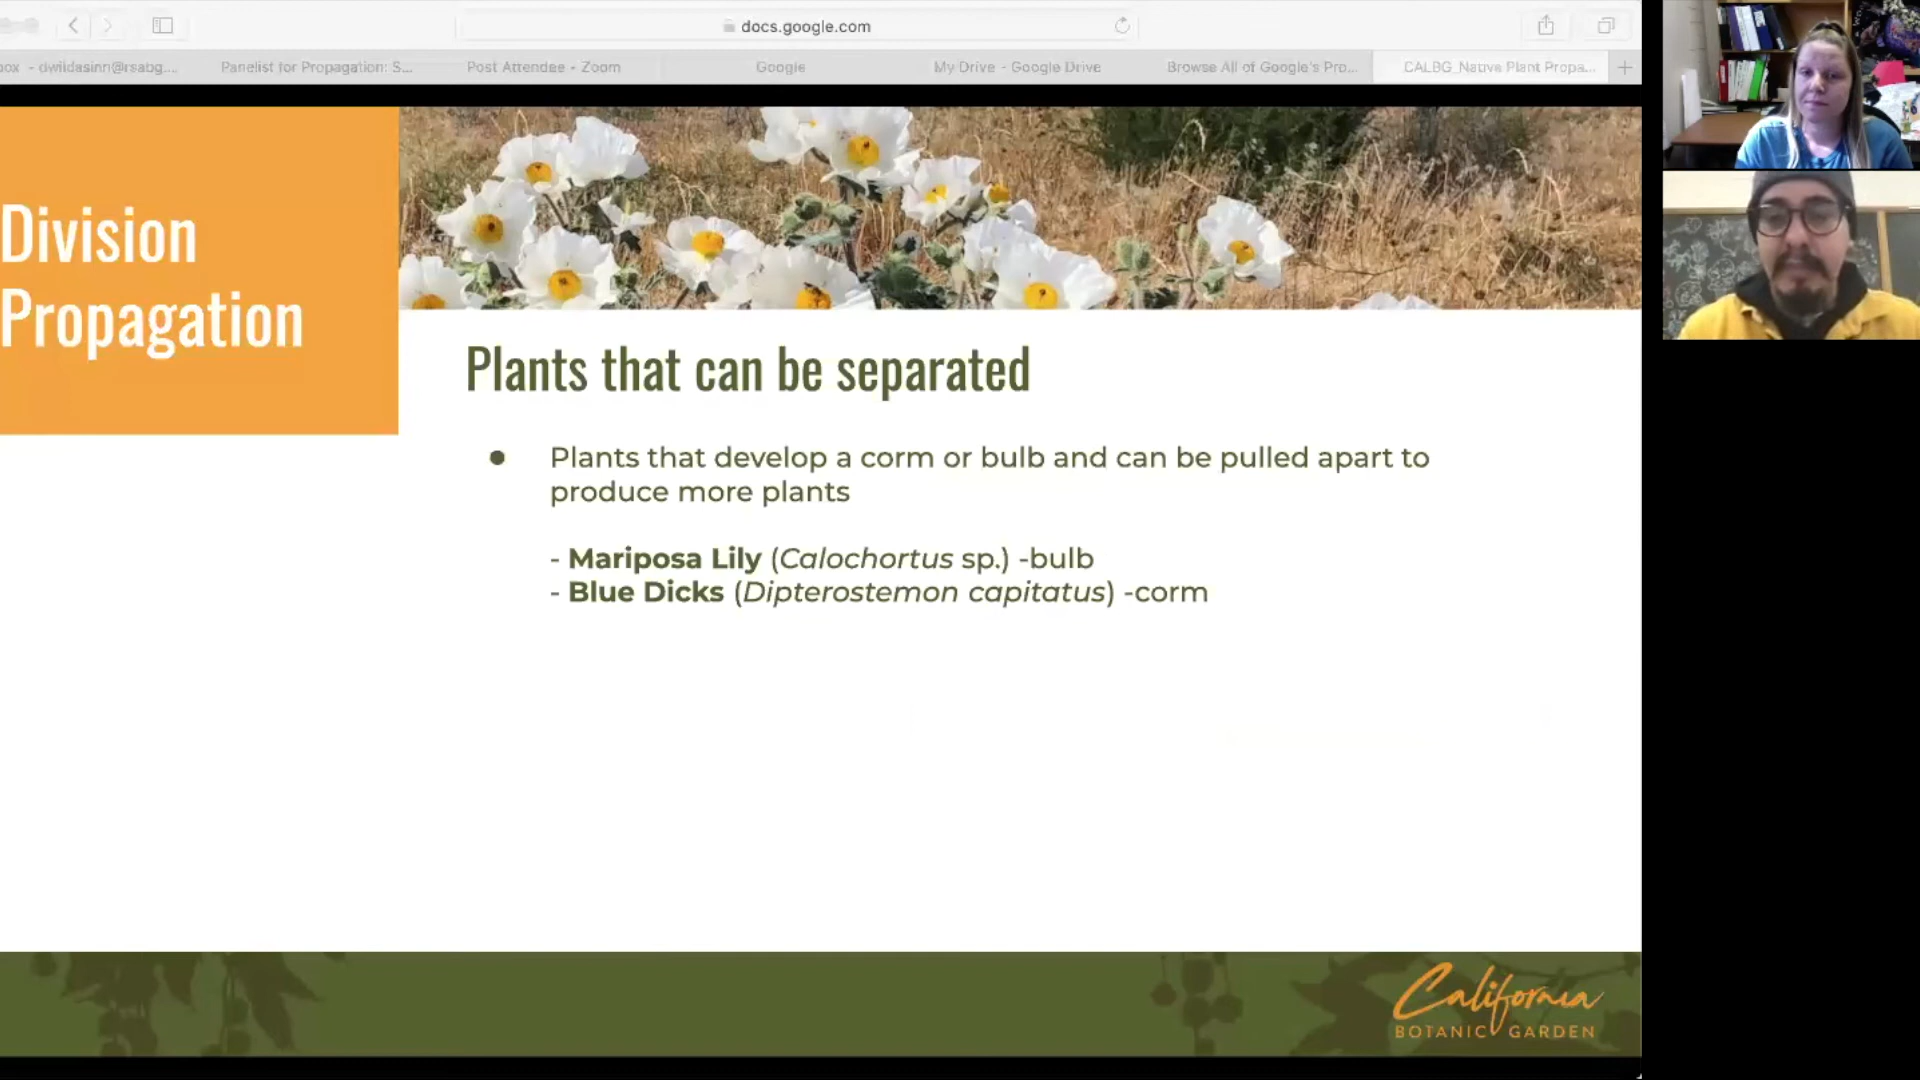 docs.google.com
box - dwildasinn@rsabg....
Panelist for Propagation: S...
Post Attendee - Zoom
Google
My Drive - Google Drive
Browse All of Google's Pro...
CALBG_Native Plant Propa...
Division
Propagation
Plants that can be separated
● Plants that develop a corm or bulb and can be pulled apart to
produce more plants
- Mariposa Lily (Calochortus sp.) -bulb
- Blue Dicks (Dipterostemon capitatus) -corm
California
BOTANIC GARDEN